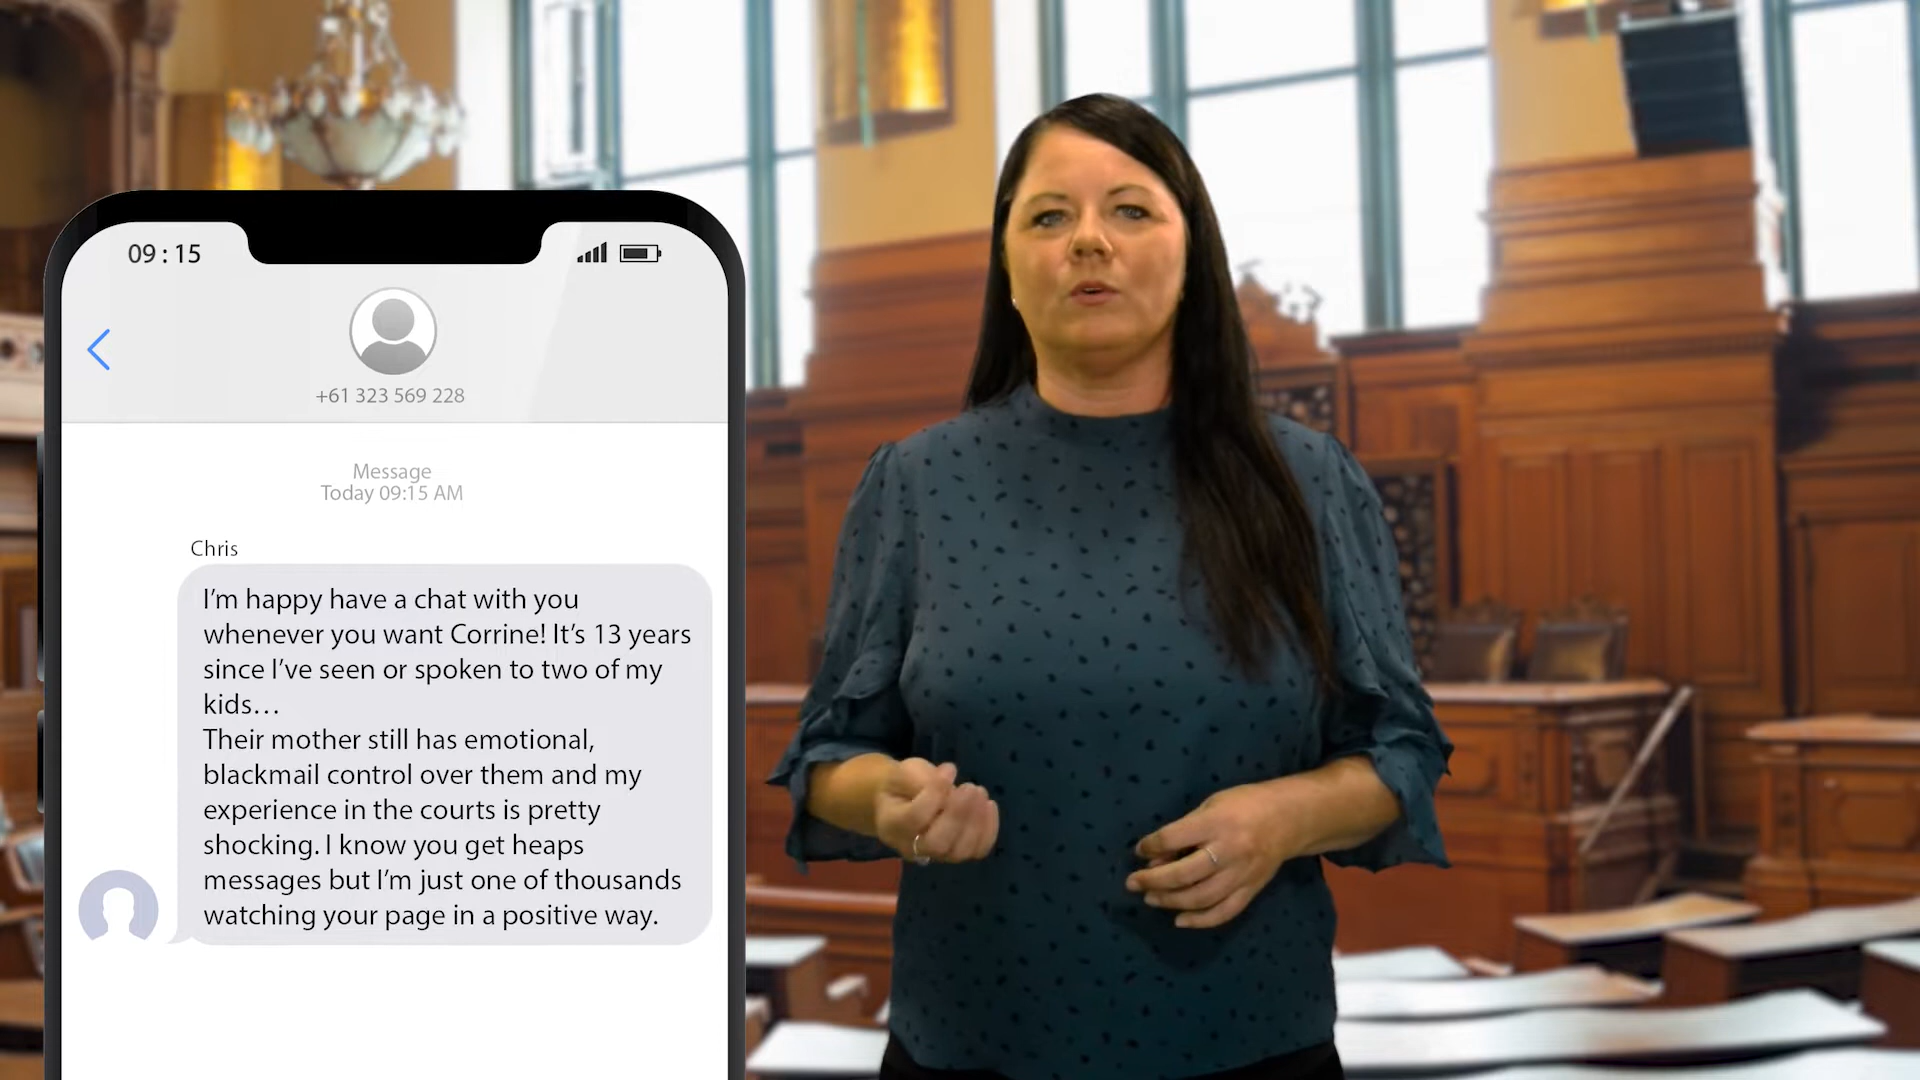 09:15
+61 323 569 228
Message
Today 09:15 AM
Chris
I’m happy have a chat with you
whenever you want Corrine! It’s 13 years
since I’ve seen or spoken to two of my
kids…
Their mother still has emotional,
blackmail control over them and my
experience in the courts is pretty
shocking. I know you get heaps
messages but I’m just one of thousands
watching your page in a positive way.